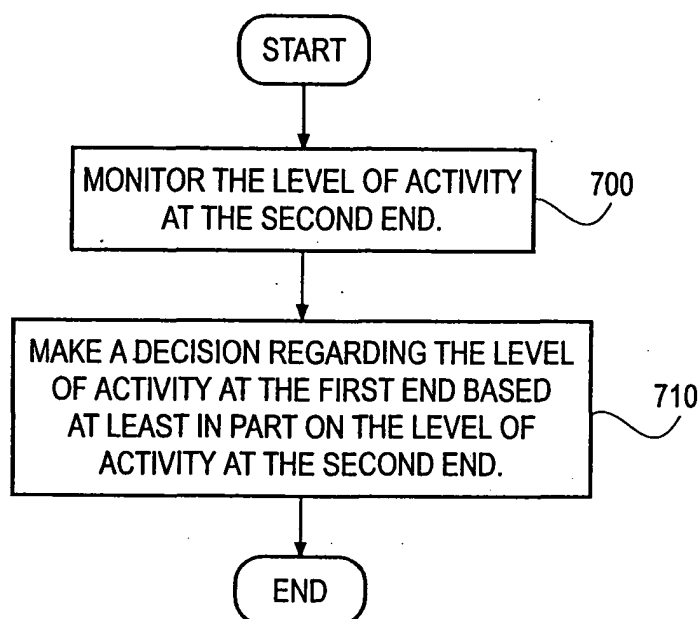 START
MONITOR THE LEVEL OF ACTIVITY
AT THE SECOND END.
700
MAKE A DECISION REGARDING THE LEVEL
OF ACTIVITY AT THE FIRST END BASED
AT LEAST IN PART ON THE LEVEL OF
ACTIVITY AT THE SECOND END.
710
END